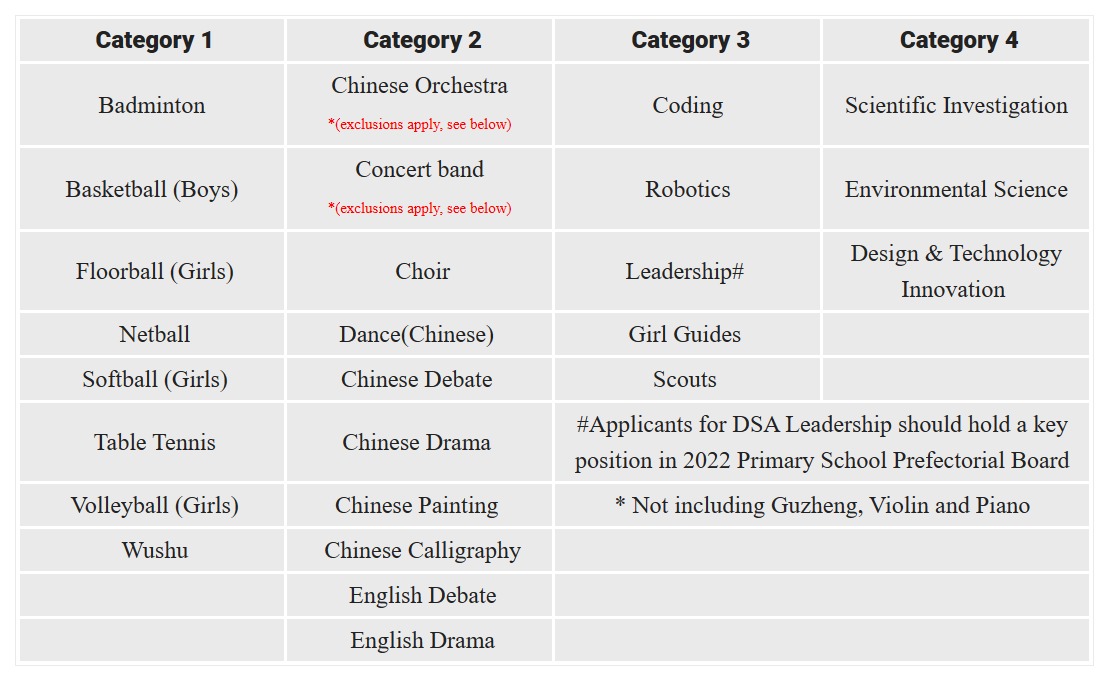 Category 1 Category 2 Category 3 Category 4
Badminton Chinese Orchestra Coding Scientific Investigation
*(exclusions apply, see below)
Basketball (Boys) Concert band Robotics Environmental Science
*(exclusions apply, see below)
Floorball (Girls) Choir Leadership# Design & Technology
Innovation
Netball Dance(Chinese) Girl Guides
Softball (Girls) Chinese Debate Scouts
Table Tennis Chinese Drama #Applicants for DSA Leadership should hold a key
position in 2022 Primary School Prefectorial Board
Volleyball (Girls) Chinese Painting * Not including Guzheng, Violin and Piano
Wushu Chinese Calligraphy
English Debate
English Drama